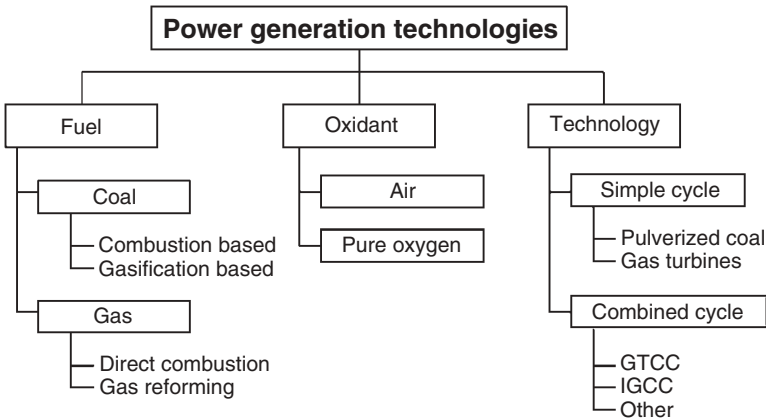 Power generation technologies
Fuel
Oxidant
Technology
Coal
Combustion based
Gasification based
Gas
Direct combustion
Gas reforming
Air
Pure oxygen
Simple cycle
Pulverized coal
Gas turbines
Combined cycle
GTCC
IGCC
Other